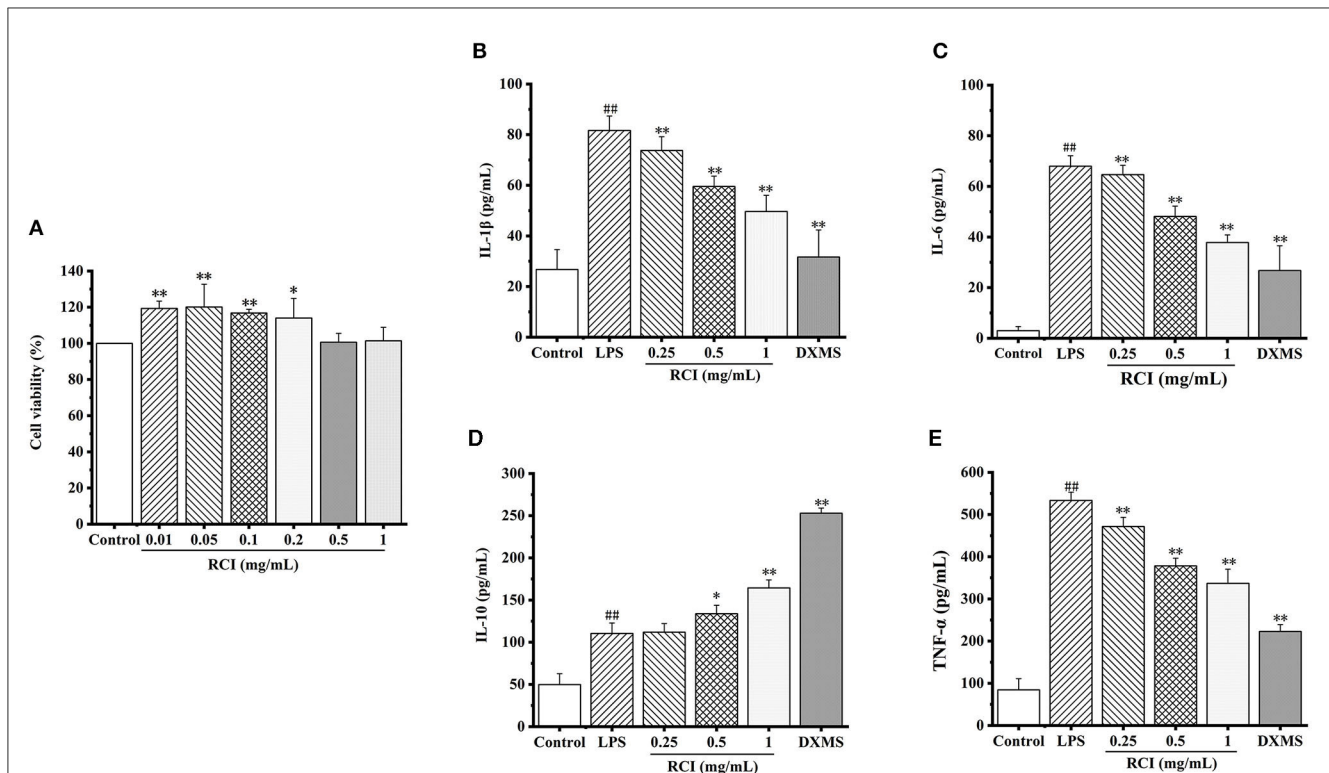 A
Cell viability (%)
140
120
100
80
60
40
20
0
** ** ** *
Control 0.01 0.05 0.1 0.2 0.5 1
RCI (mg/mL)
B
IL-1β (pg/mL)
100
80
60
40
20
0
## ** ** ** **
Control LPS 0.25 0.5 1 DXMS
RCI (mg/mL)
C
IL-6 (pg/mL)
100
80
60
40
20
0
## ** ** ** **
Control LPS 0.25 0.5 1 DXMS
RCI (mg/mL)
D
IL-10 (pg/mL)
300
250
200
150
100
50
0
## * ** **
Control LPS 0.25 0.5 1 DXMS
RCI (mg/mL)
E
TNF-α (pg/mL)
600
500
400
300
200
100
0
## ** ** ** **
Control LPS 0.25 0.5 1 DXMS
RCI (mg/mL)